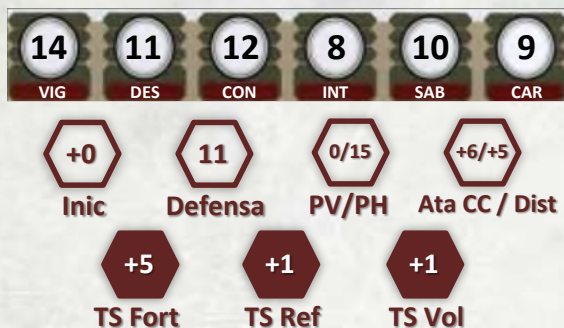 14 11 12 8 10 9
VIG DES CON INT SAB CAR
+0 11 0/15 +6/+5
Inic Defensa PV/PH Ata CC / Dist
+5 +1 +1
TS Fort TS Ref TS Vol